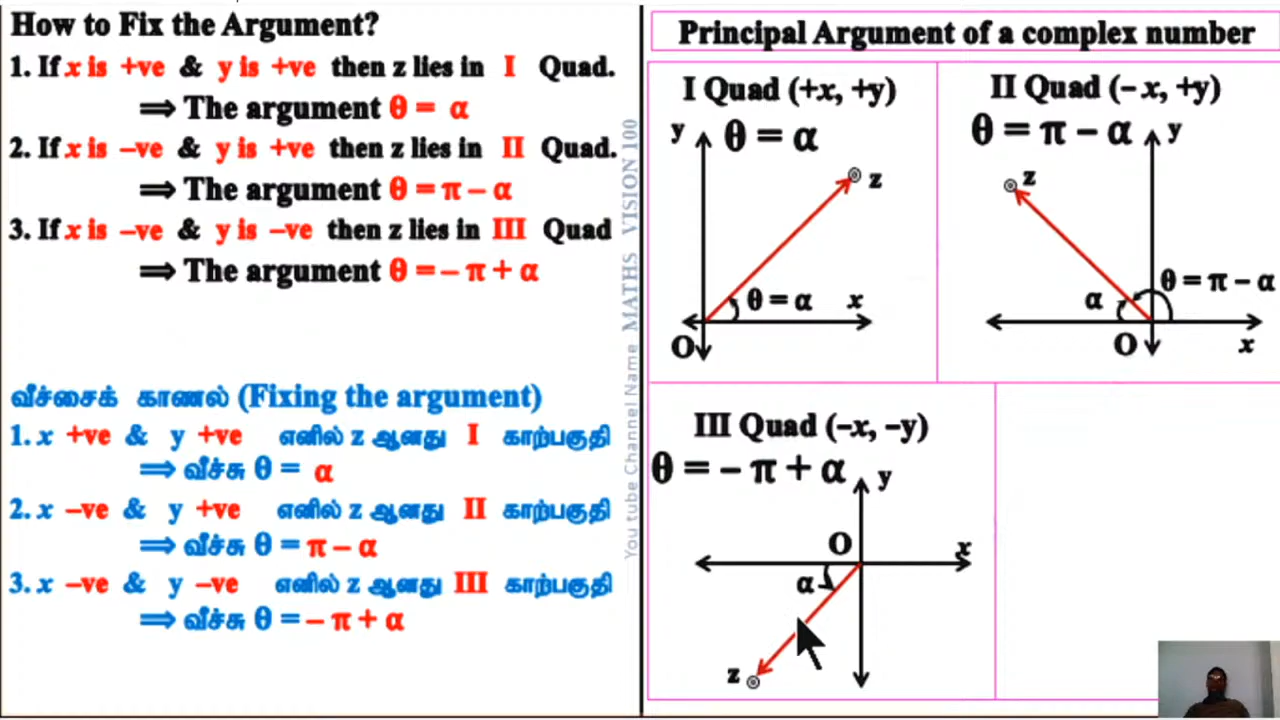 How to Fix the Argument?
1. If x is +ve & y is +ve then z lies in I Quad.
⟹ The argument θ = α
2. If x is –ve & y is +ve then z lies in II Quad.
⟹ The argument θ = π – α
3. If x is –ve & y is –ve then z lies in III Quad
⟹ The argument θ = – π + α
வீச்சைக் காணல் (Fixing the argument)
1. x +ve & y +ve எனில் z ஆனது I காற்பகுதி
⟹ வீச்சு θ = α
2. x –ve & y +ve எனில் z ஆனது II காற்பகுதி
⟹ வீச்சு θ = π – α
3. x –ve & y –ve எனில் z ஆனது III காற்பகுதி
⟹ வீச்சு θ = – π + α
You tube Channel Name MATHS VISION 100
Principal Argument of a complex number
I Quad (+x, +y)
y θ = α
z
θ = α x
O
II Quad (– x, +y)
θ = π – α y
z
θ = π – α
α
O x
III Quad (–x, –y)
θ = – π + α y
O x
α
z